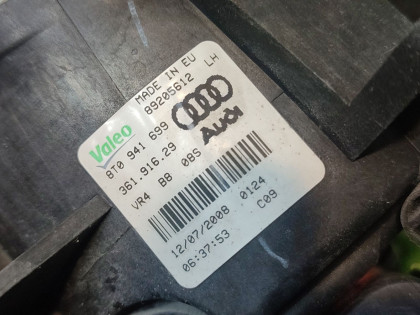 MADE IN EU
89205612 LH
Valeo
8T0 941 699
Audi
361.916.29
VR4 B8 08S
12/07/2008 0124
06:37:53 C09